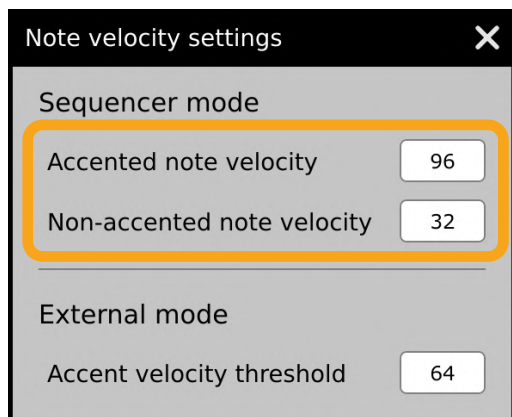 Note velocity settings
Sequencer mode
Accented note velocity 96
Non-accented note velocity 32
External mode
Accent velocity threshold 64